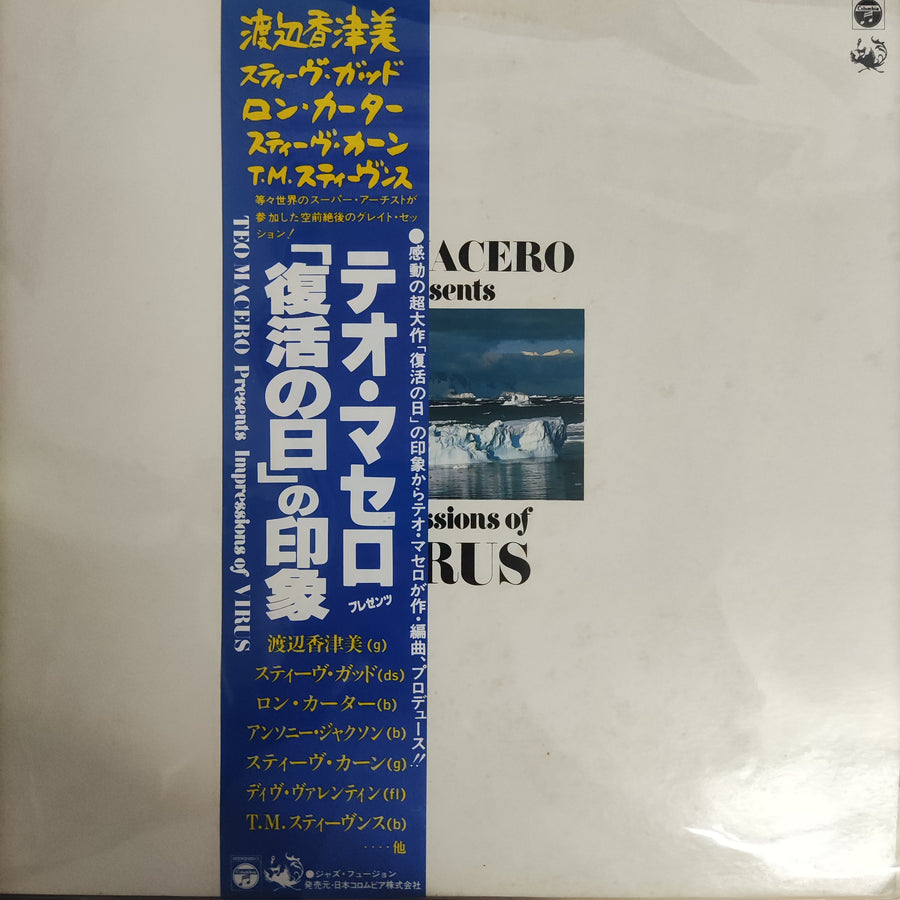 渡辺香津美
スティーヴ・ガッド
ロン・カーター
スティーヴ・カーン
T.M.スティーヴンス
等々世界のスーパー・アーチストが
参加した空前絶後のグレイト・セッ
ション!
●感動の超大作「復活の日」の印象からテオ・マセロが作・編曲、プロデュース!!
テオ・マセロ
プレゼンツ
「復活の日」の印象
TEO MACERO Presents Impressions of VIRUS
渡辺香津美(g)
スティーヴ・ガッド(ds)
ロン・カーター(b)
アンソニー・ジャクソン(b)
スティーヴ・カーン(g)
ディヴ・ヴァレンティン(fl)
T.M.スティーヴンス(b)
‥‥他
●ジャズ・フュージョン
発売元・日本コロムビア株式会社
MACERO
sents
ssions of
RUS
Columbia